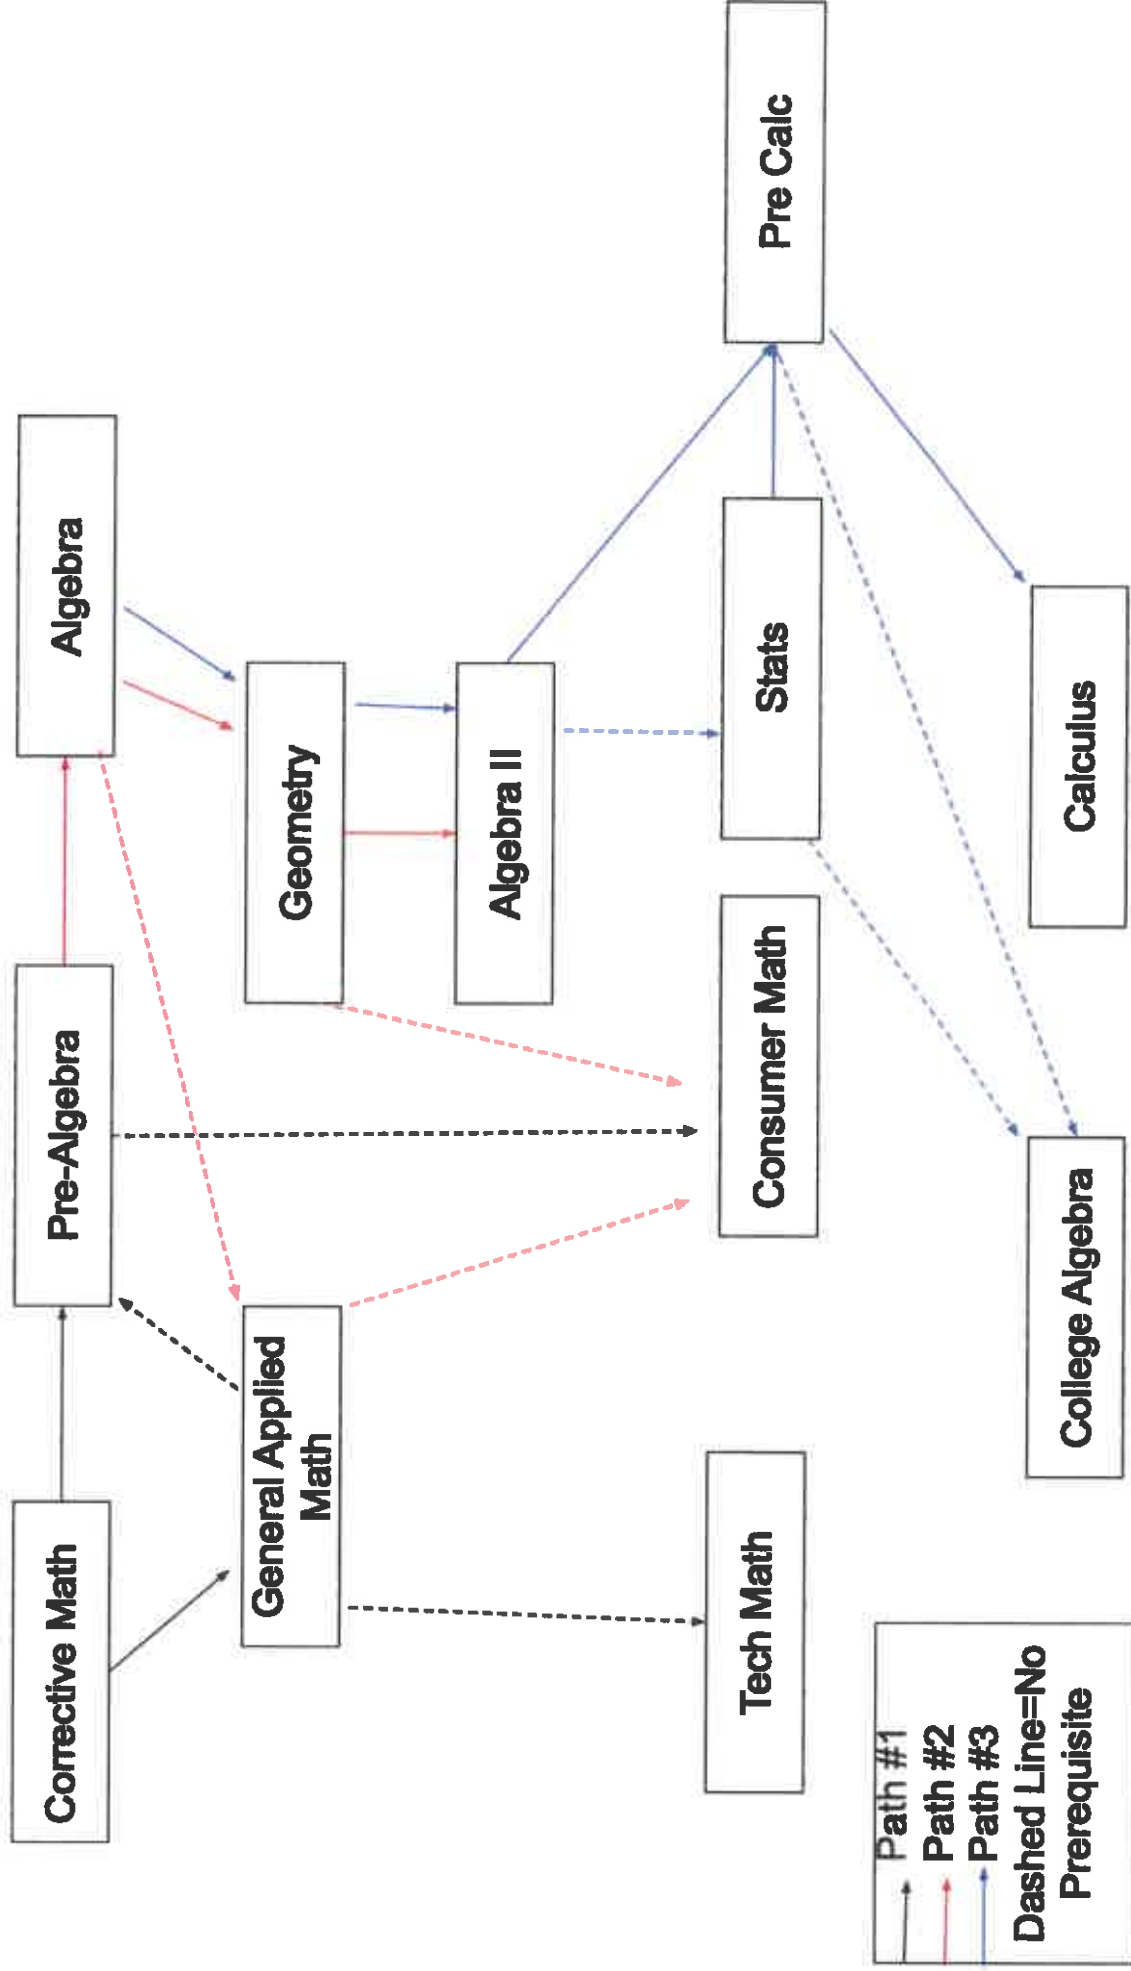 Corrective Math
Pre-Algebra
Algebra
General Applied
Math
Geometry
Algebra II
Tech Math
Consumer Math
Stats
Pre Calc
College Algebra
Calculus
Path #1
Path #2
Path #3
Dashed Line=No
Prerequisite